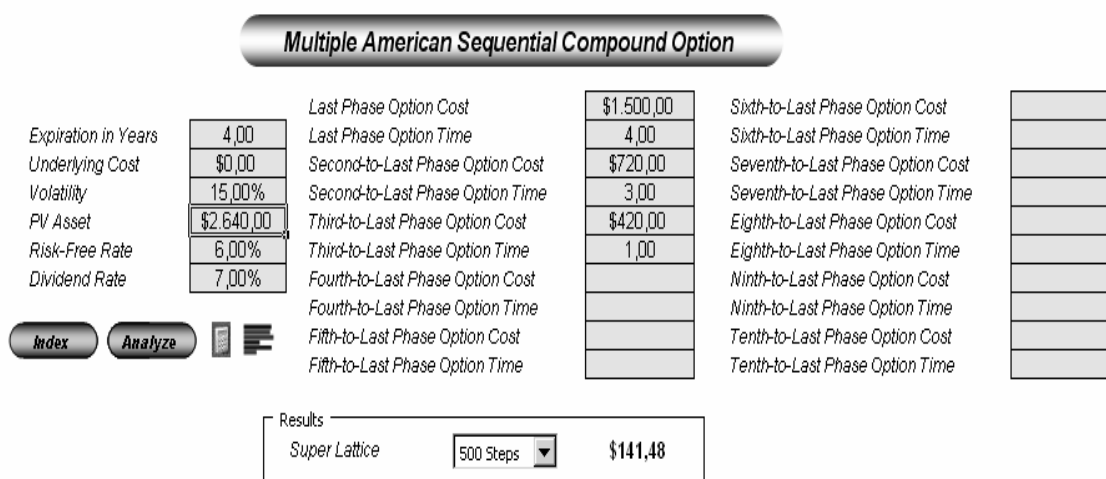 Multiple American Sequential Compound Option
Expiration in Years 4,00
Underlying Cost $0,00
Volatility 15,00%
PV Asset $2.640,00
Risk-Free Rate 6,00%
Dividend Rate 7,00%
Index Analyze
Last Phase Option Cost $1.500,00
Last Phase Option Time 4,00
Second-to-Last Phase Option Cost $720,00
Second-to-Last Phase Option Time 3,00
Third-to-Last Phase Option Cost $420,00
Third-to-Last Phase Option Time 1,00
Fourth-to-Last Phase Option Cost
Fourth-to-Last Phase Option Time
Fifth-to-Last Phase Option Cost
Fifth-to-Last Phase Option Time
Sixth-to-Last Phase Option Cost
Sixth-to-Last Phase Option Time
Seventh-to-Last Phase Option Cost
Seventh-to-Last Phase Option Time
Eighth-to-Last Phase Option Cost
Eighth-to-Last Phase Option Time
Ninth-to-Last Phase Option Cost
Ninth-to-Last Phase Option Time
Tenth-to-Last Phase Option Cost
Tenth-to-Last Phase Option Time
Results
Super Lattice 500 Steps $141,48